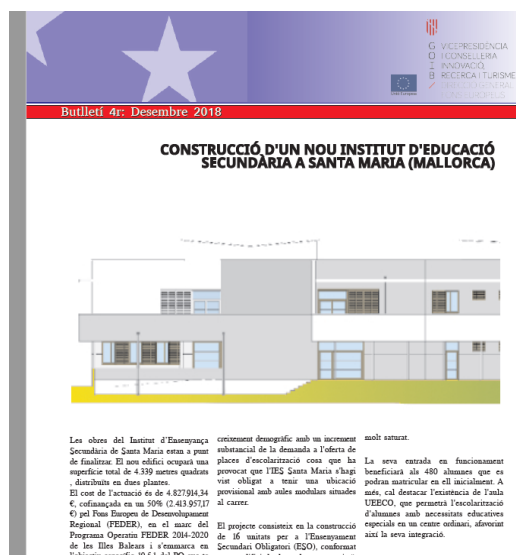 G VICEPRESIDÈNCIA
O I CONSELLERIA
I INNOVACIÓ,
B RECERCA I TURISME
/
Butlletí 4r: Desembre 2018
CONSTRUCCIÓ D'UN NOU INSTITUT D'EDUCACIÓ
SECUNDÀRIA A SANTA MARIA (MALLORCA)
Les obres del Institut d'Ensenyança
Secundària de Santa Maria estan a punt
de finalitzar. El nou edifici ocuparà una
superfície total de 4.339 metres quadrats
, distribuïts en dues plantes.
El cost de l'actuació és de 4.827.914,34
€, cofinançada en un 50% (2.413.957,17
€) pel Fons Europeu de Desenvolupament
Regional (FEDER), en el marc del
Programa Operatiu FEDER 2014-2020
de les Illes Balears i s'emmarca en
creixement demogràfic amb un increment
substancial de la demanda a l'oferta de
places d'escolarització cosa que ha
provocat que l'IES Santa Maria s'hagi
vist obligat a tenir una ubicació
provisional amb aules modulars situades
al carrer.
El projecte consisteix en la construcció
de 16 unitats per a l'Ensenyament
Secundari Obligatori (ESO), conformat
molt saturat.
La seva entrada en funcionament
beneficiarà als 480 alumnes que es
podran matricular en ell inicialment. A
més, cal destacar l'existència de l'aula
UEECO, que permetrà l'escolarització
d'alumnes amb necessitats educatives
especials en un centre ordinari, afavorint
així la seva integració.